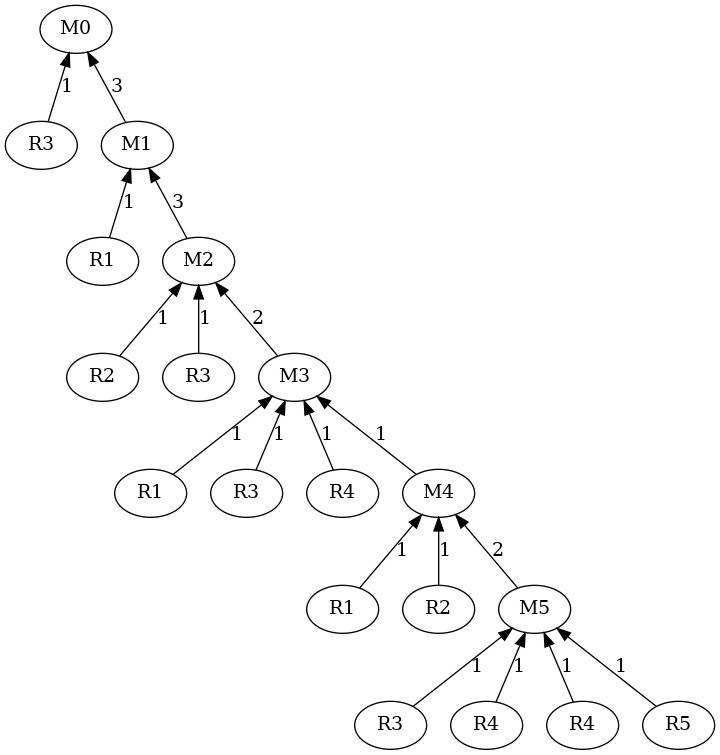 M0
1 3
R3 M1
1 3
R1 M2
1 1 2
R2 R3 M3
1 1 1 1
R1 R3 R4 M4
1 1 2
R1 R2 M5
1 1 1 1
R3 R4 R4 R5